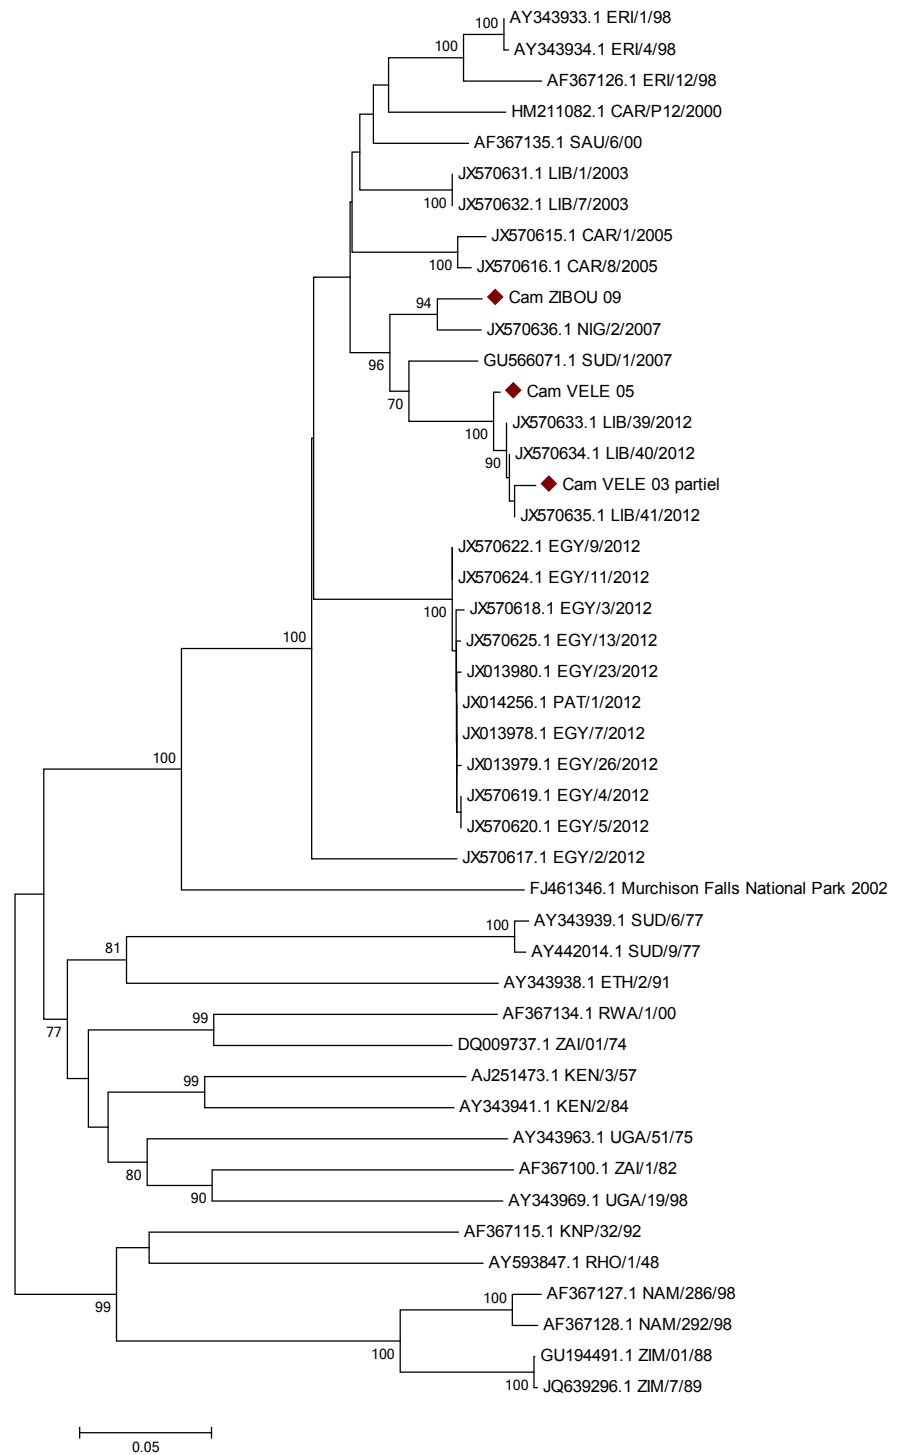 AY343933.1 ERI/1/98
100
AY343934.1 ERI/4/98
100
AF367126.1 ERI/12/98
HM211082.1 CAR/P12/2000
AF367135.1 SAU/6/00
JX570631.1 LIB/1/2003
JX570632.1 LIB/7/2003
100
JX570615.1 CAR/1/2005
JX570616.1 CAR/8/2005
100
Cam ZIBOU 09
94
JX570636.1 NIG/2/2007
96
GU566071.1 SUD/1/2007
70
Cam VELE 05
JX570633.1 LIB/39/2012
100
JX570634.1 LIB/40/2012
90
Cam VELE 03 partiel
JX570635.1 LIB/41/2012
JX570622.1 EGY/9/2012
JX570624.1 EGY/11/2012
JX570618.1 EGY/3/2012
100
JX570625.1 EGY/13/2012
100
JX013980.1 EGY/23/2012
JX014256.1 PAT/1/2012
JX013978.1 EGY/7/2012
100
JX013979.1 EGY/26/2012
JX570619.1 EGY/4/2012
JX570620.1 EGY/5/2012
JX570617.1 EGY/2/2012
FJ461346.1 Murchison Falls National Park 2002
AY343939.1 SUD/6/77
100
AY442014.1 SUD/9/77
81
AY343938.1 ETH/2/91
AF367134.1 RWA/1/00
99
77
DQ009737.1 ZAI/01/74
AJ251473.1 KEN/3/57
99
AY343941.1 KEN/2/84
AY343963.1 UGA/51/75
80
AF367100.1 ZAI/1/82
90
AY343969.1 UGA/19/98
AF367115.1 KNP/32/92
AY593847.1 RHO/1/48
AF367127.1 NAM/286/98
100
99
AF367128.1 NAM/292/98
100
GU194491.1 ZIM/01/88
100
JQ639296.1 ZIM/7/89
0.05